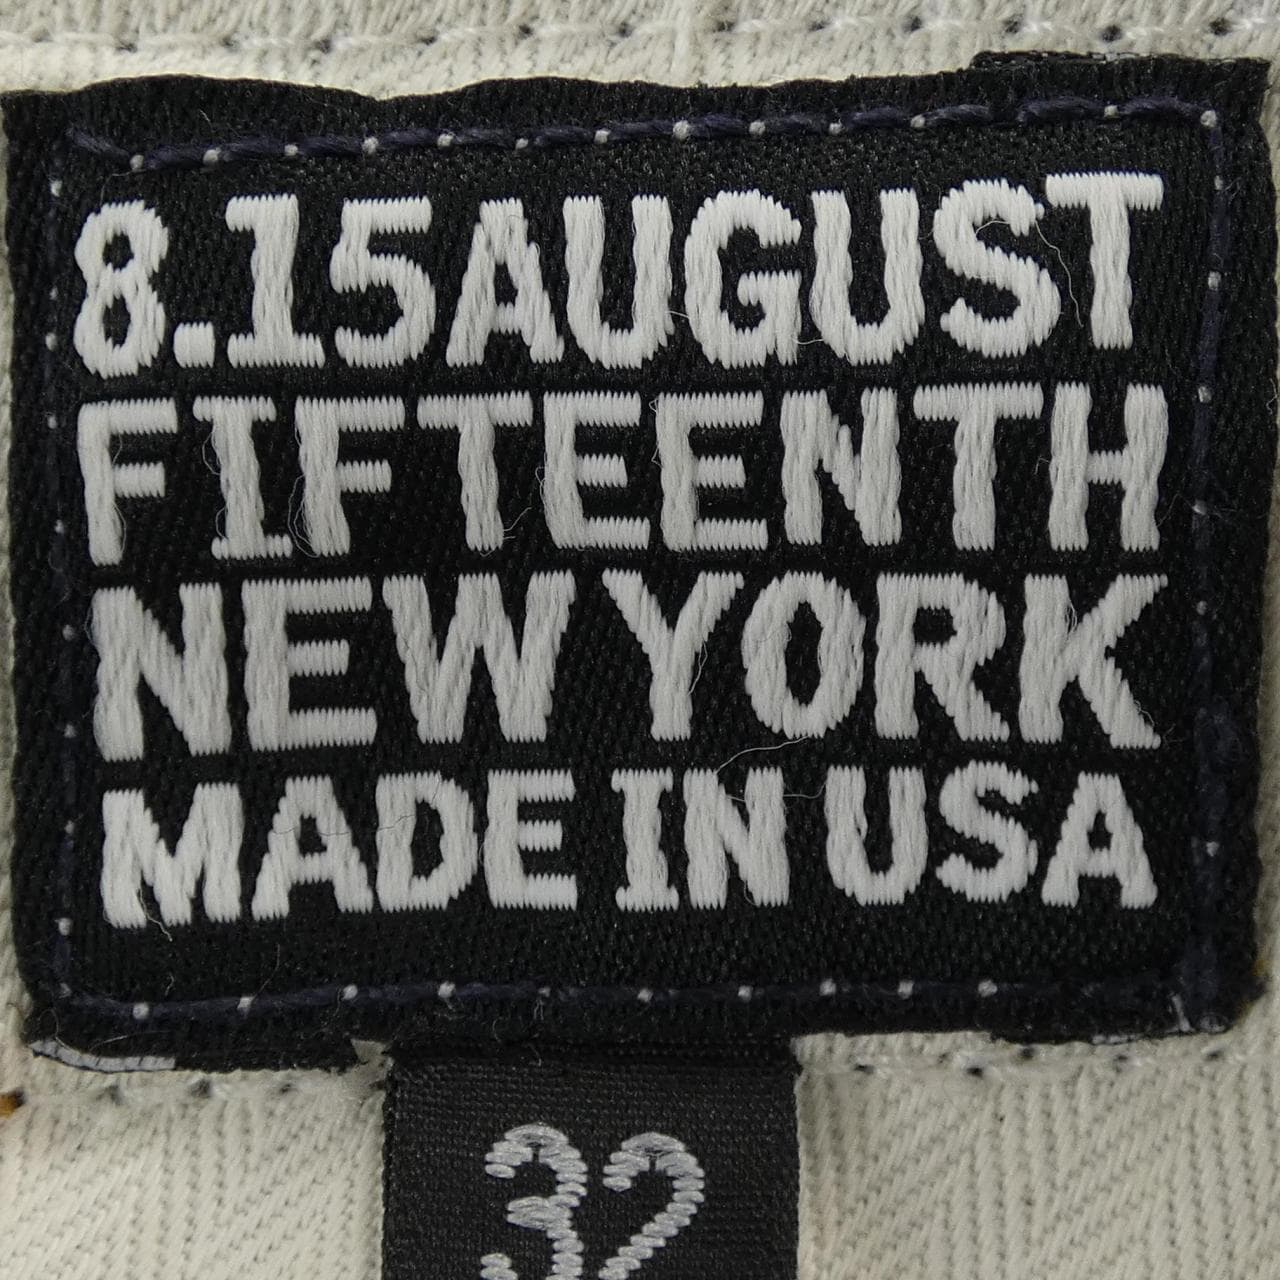 8.15AUGUST
FIFTEENTH
NEW YORK
MADE IN USA
32